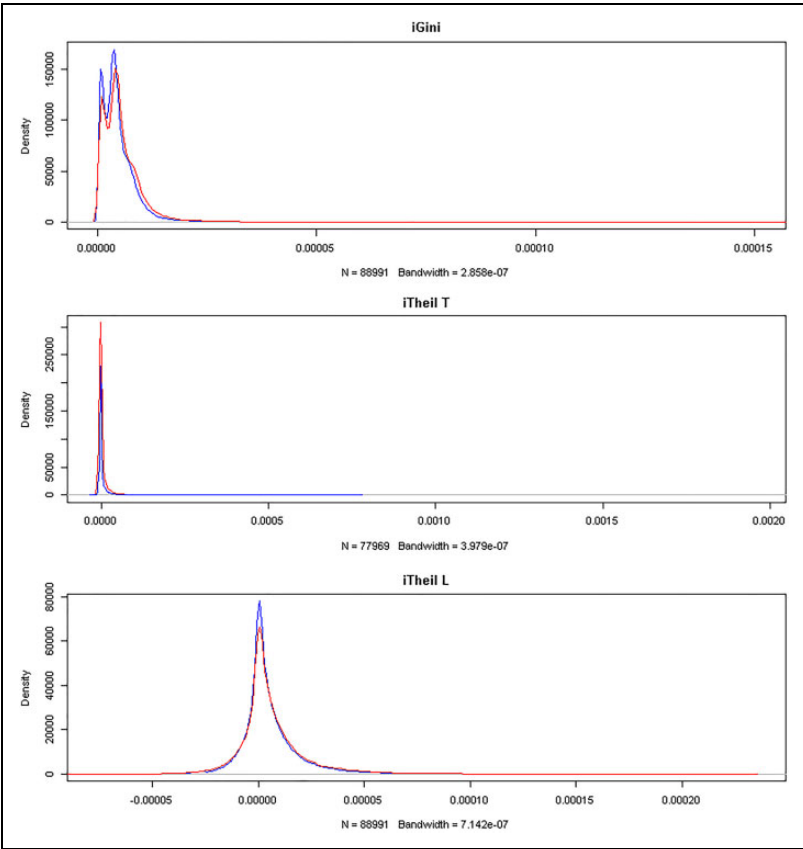 iGini
Density
0 50000 100000 150000
0.00000 0.00005 0.00010 0.00015
N = 88991 Bandwidth = 2.858e-07
iTheil T
Density
0 50000 150000 250000
0.0000 0.0005 0.0010 0.0015 0.0020
N = 77969 Bandwidth = 3.979e-07
iTheil L
Density
0 20000 40000 60000 80000
-0.00005 0.00000 0.00005 0.00010 0.00015 0.00020
N = 88991 Bandwidth = 7.142e-07